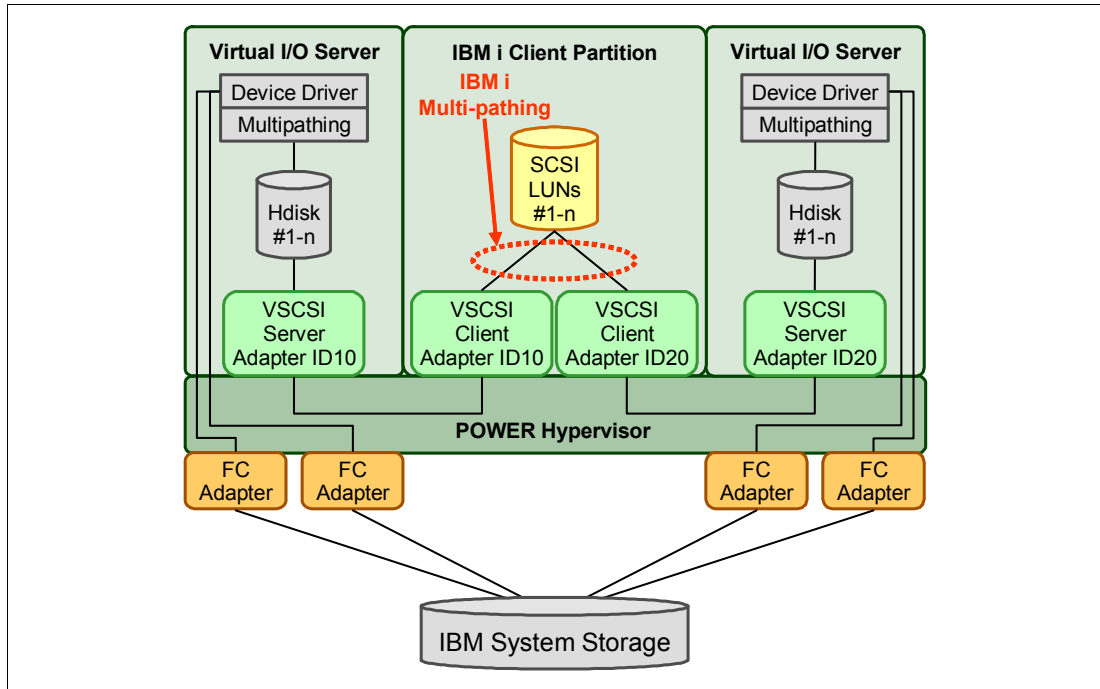 Virtual I/O Server
IBM i Client Partition
Virtual I/O Server
IBM i
Multi-pathing
Device Driver
Multipathing
Device Driver
Multipathing
SCSI
LUNs
#1-n
Hdisk
#1-n
Hdisk
#1-n
VSCSI
Server
Adapter ID10
VSCSI
Client
Adapter ID10
VSCSI
Client
Adapter ID20
VSCSI
Server
Adapter ID20
POWER Hypervisor
FC
Adapter
FC
Adapter
FC
Adapter
FC
Adapter
IBM System Storage